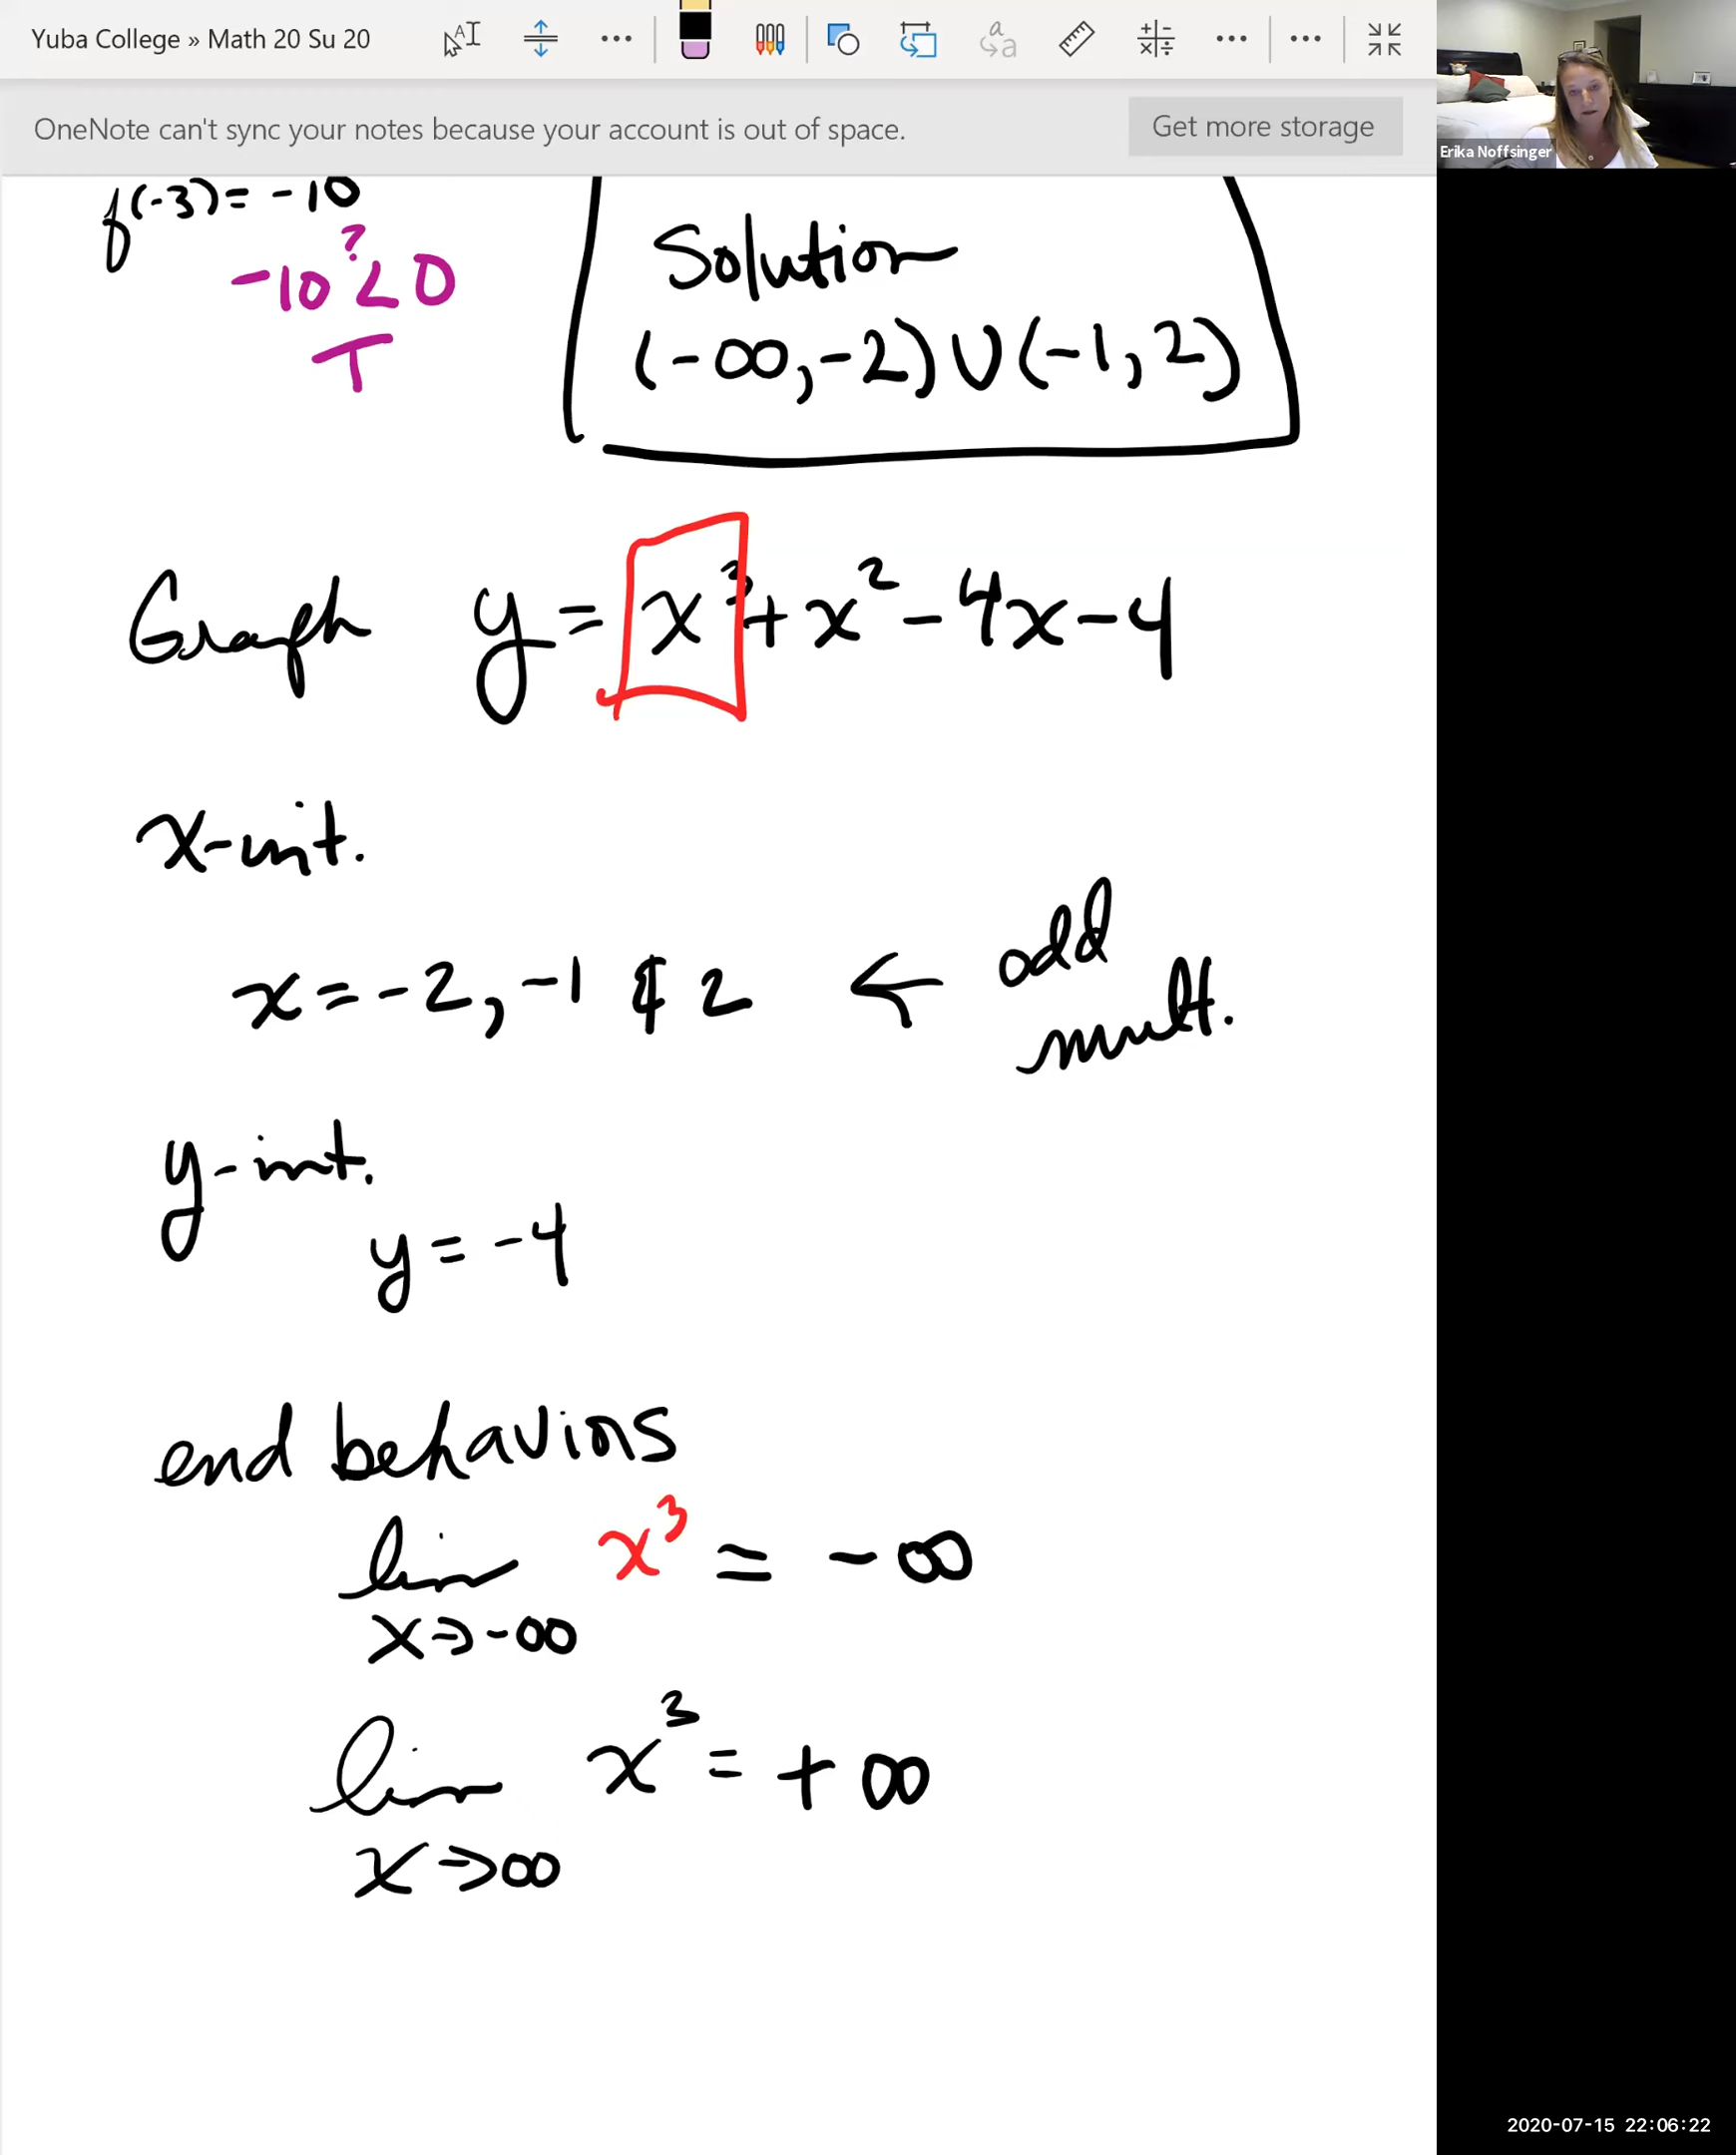 Yuba College » Math 20 Su 20
OneNote can't sync your notes because your account is out of space.
Get more storage
Erika Noffsinger
f(-3) = -10
?
-10 < 0
T
Solution
(-∞, -2) ∪ (-1, 2)
Graph y = x³ + x² - 4x - 4
x-int.
x = -2, -1 & 2 ← odd
mult.
y-int.
y = -4
end behaviors
lim x³ = -∞
x→-∞
lim x³ = +∞
x→∞
2020-07-15 22:06:22